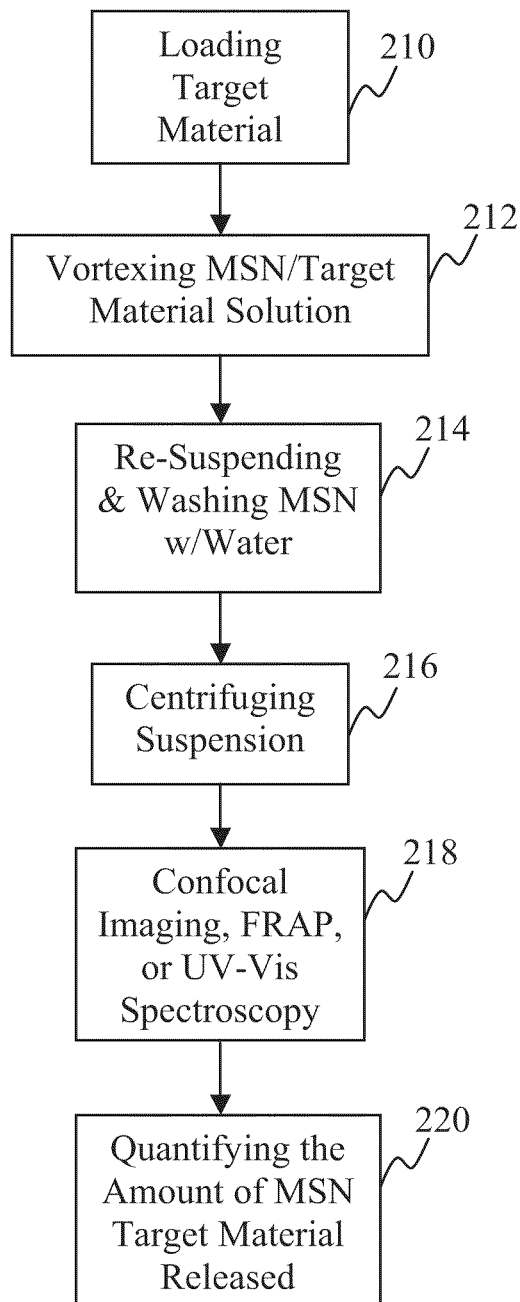 Loading
Target
Material
210
Vortexing MSN/Target
Material Solution
212
Re-Suspending
& Washing MSN
w/Water
214
Centrifuging
Suspension
216
Confocal
Imaging, FRAP,
or UV-Vis
Spectroscopy
218
Quantifying the
Amount of MSN
Target Material
Released
220